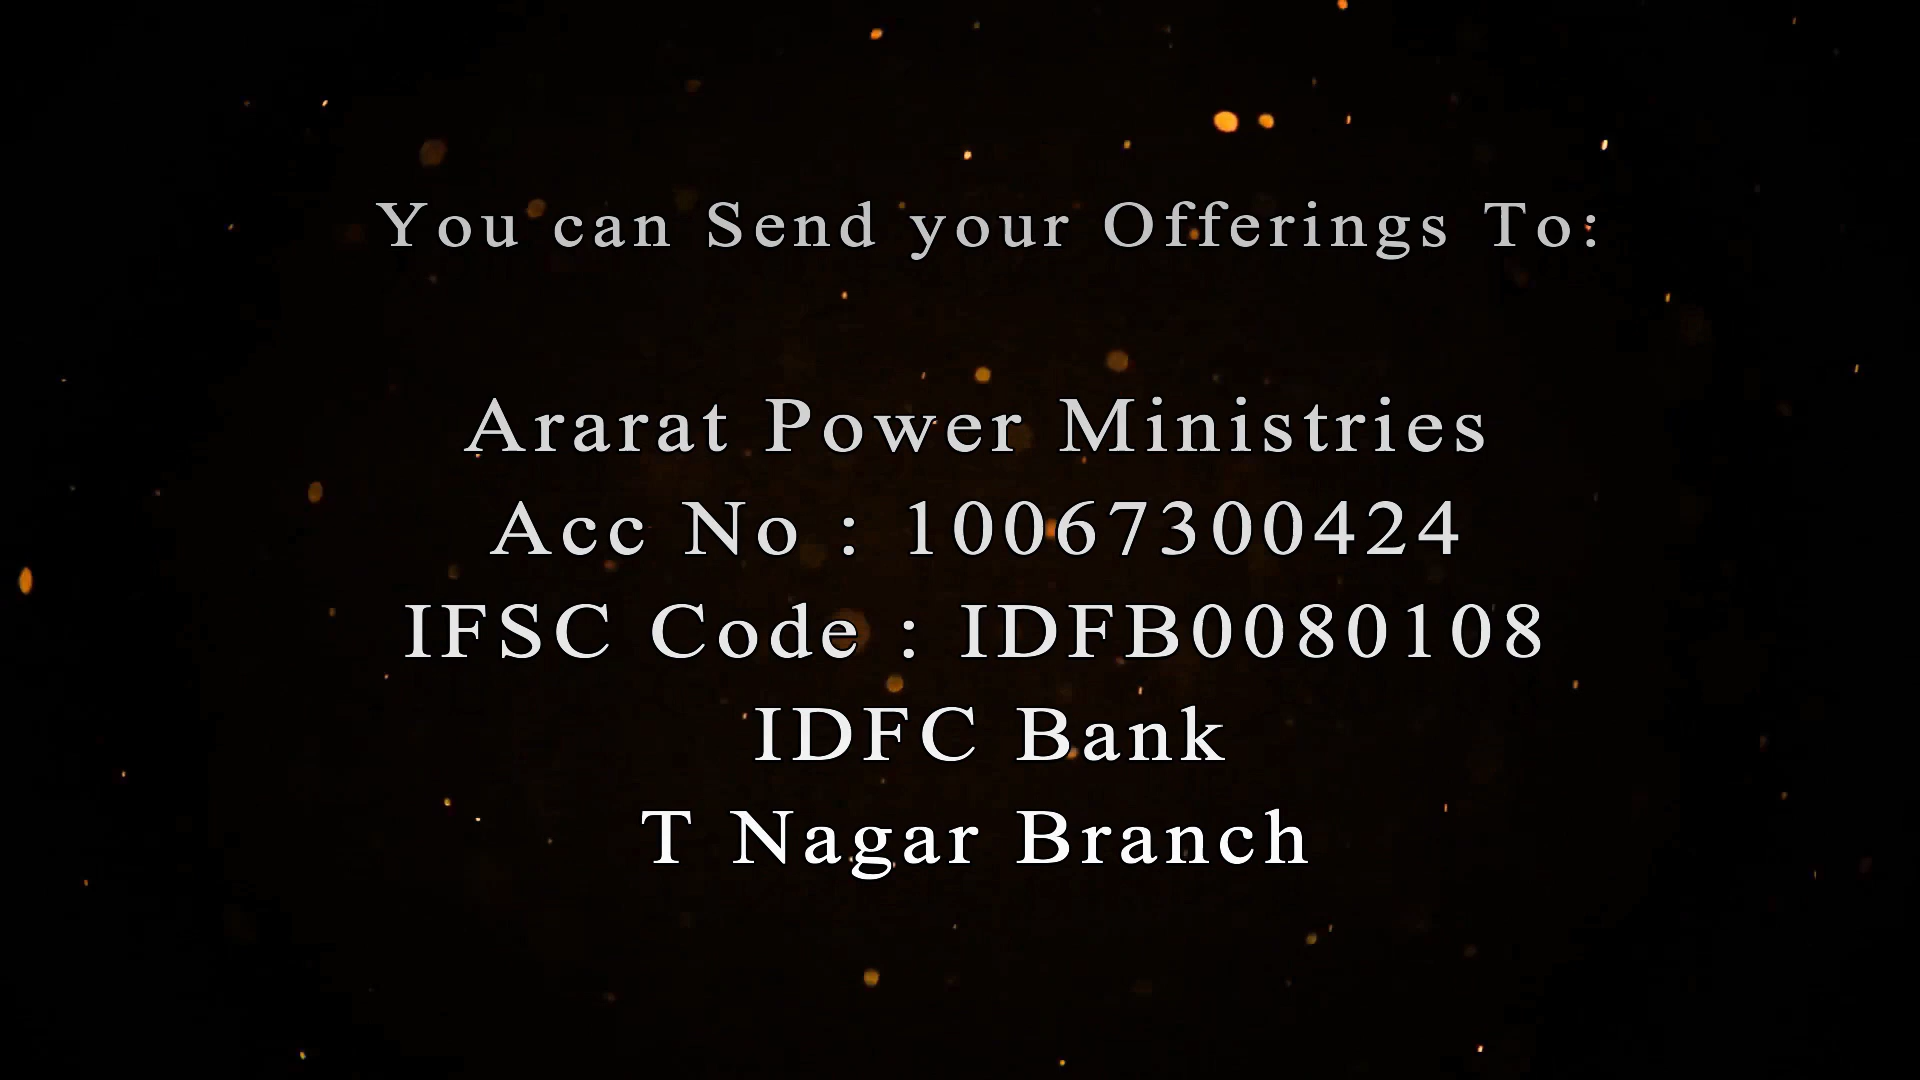 You can Send your Offerings To:
Ararat Power Ministries
Acc No : 10067300424
IFSC Code : IDFB0080108
IDFC Bank
T Nagar Branch